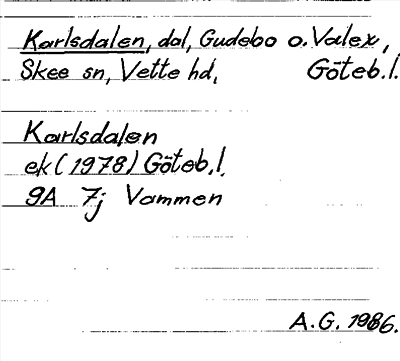 Karlsdalen, dal, Gudebo o. Valex,
Skee sn, Vette hd, Göteb.l.
Karlsdalen
ek (1978) Göteb.l.
9A 7j Vammen
A.G. 1986.